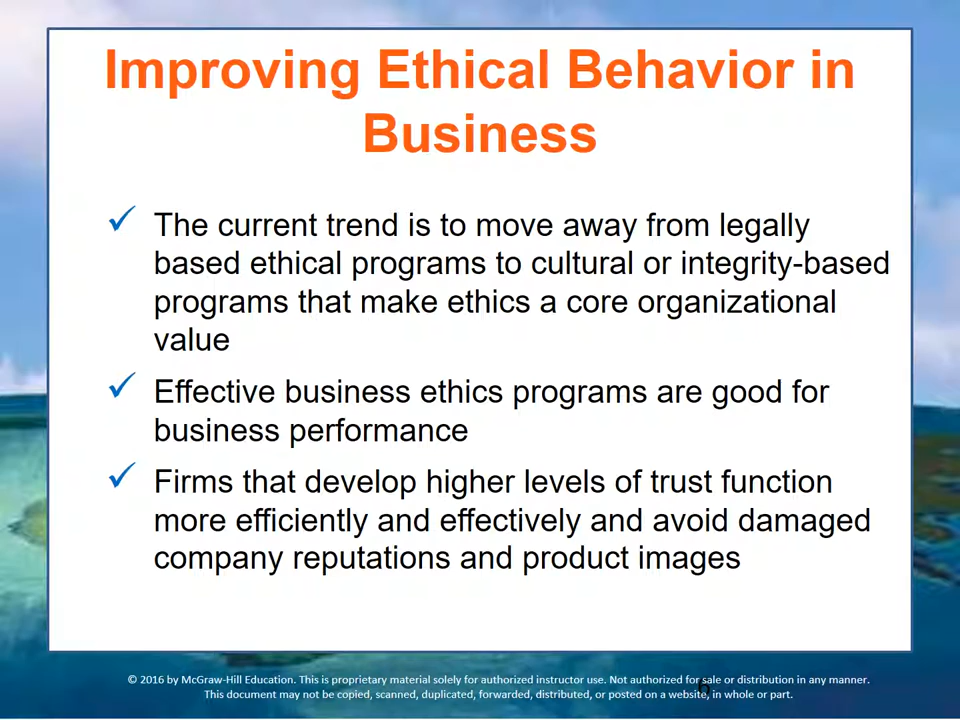 Improving Ethical Behavior in
Business
✓ The current trend is to move away from legally
based ethical programs to cultural or integrity-based
programs that make ethics a core organizational
value
✓ Effective business ethics programs are good for
business performance
✓ Firms that develop higher levels of trust function
more efficiently and effectively and avoid damaged
company reputations and product images
© 2016 by McGraw-Hill Education. This is proprietary material solely for authorized instructor use. Not authorized for sale or distribution in any manner.
This document may not be copied, scanned, duplicated, forwarded, distributed, or posted on a website, in whole or part.
6